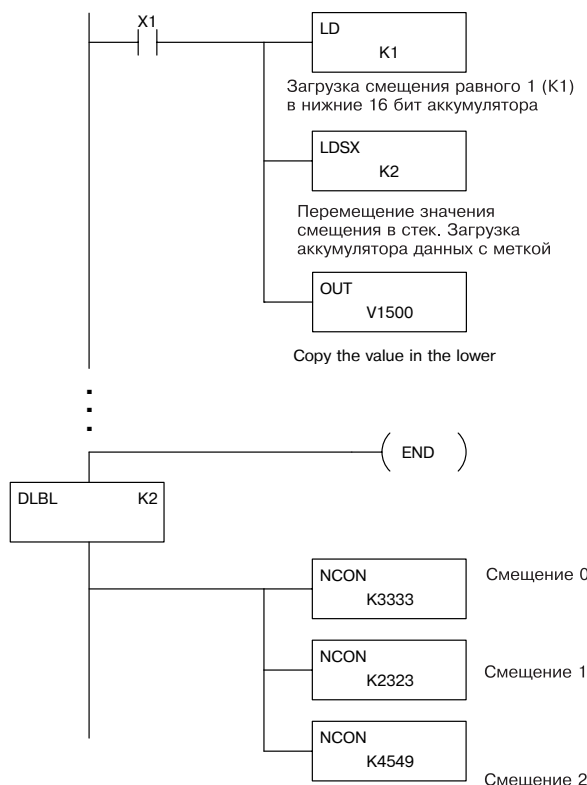 X1
LD
K1
Загрузка смещения равного 1 (K1)
в нижние 16 бит аккумулятора
LDSX
K2
Перемещение значения
смещения в стек. Загрузка
аккумулятора данных с меткой
OUT
V1500
Copy the value in the lower
END
DLBL K2
NCON
K3333
Смещение 0
NCON
K2323
Смещение 1
NCON
K4549
Смещение 2